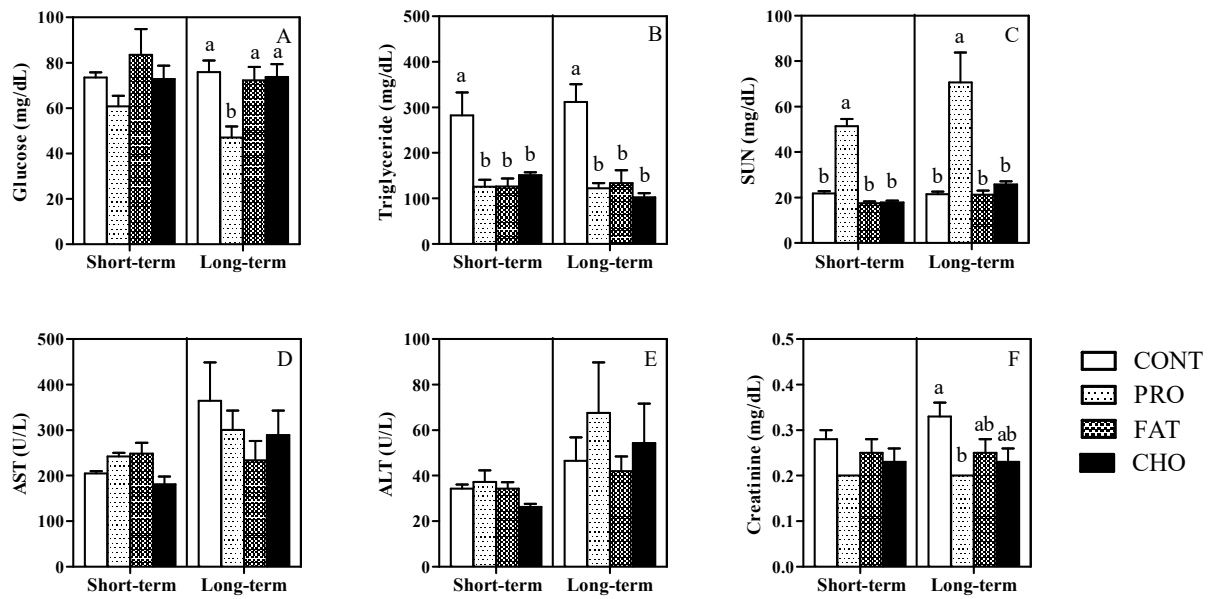 A
Glucose (mg/dL)
100
80
60
40
20
0
a
b
a
a
Short-term
Long-term
B
Triglyceride (mg/dL)
500
400
300
200
100
0
a
b
b
b
a
b
b
b
Short-term
Long-term
C
SUN (mg/dL)
100
80
60
40
20
0
b
a
b
b
b
a
b
b
Short-term
Long-term
D
AST (U/L)
500
400
300
200
100
0
Short-term
Long-term
E
ALT (U/L)
100
80
60
40
20
0
Short-term
Long-term
F
Creatinine (mg/dL)
0.5
0.4
0.3
0.2
0.1
0.0
a
b
ab
ab
Short-term
Long-term
CONT
PRO
FAT
CHO